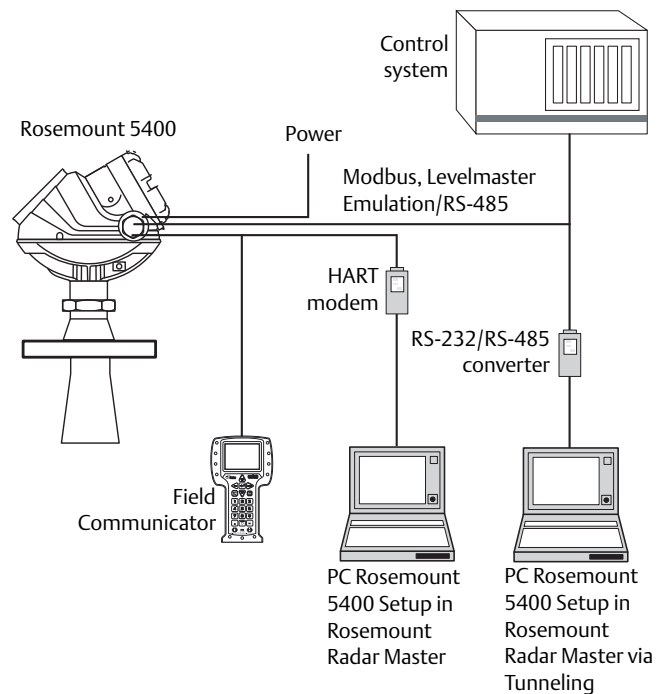 Control
system
Rosemount 5400
Power
Modbus, Levelmaster
Emulation/RS-485
HART
modem
RS-232/RS-485
converter
Field
Communicator
PC Rosemount
5400 Setup in
Rosemount
Radar Master
PC Rosemount
5400 Setup in
Rosemount
Radar Master via
Tunneling